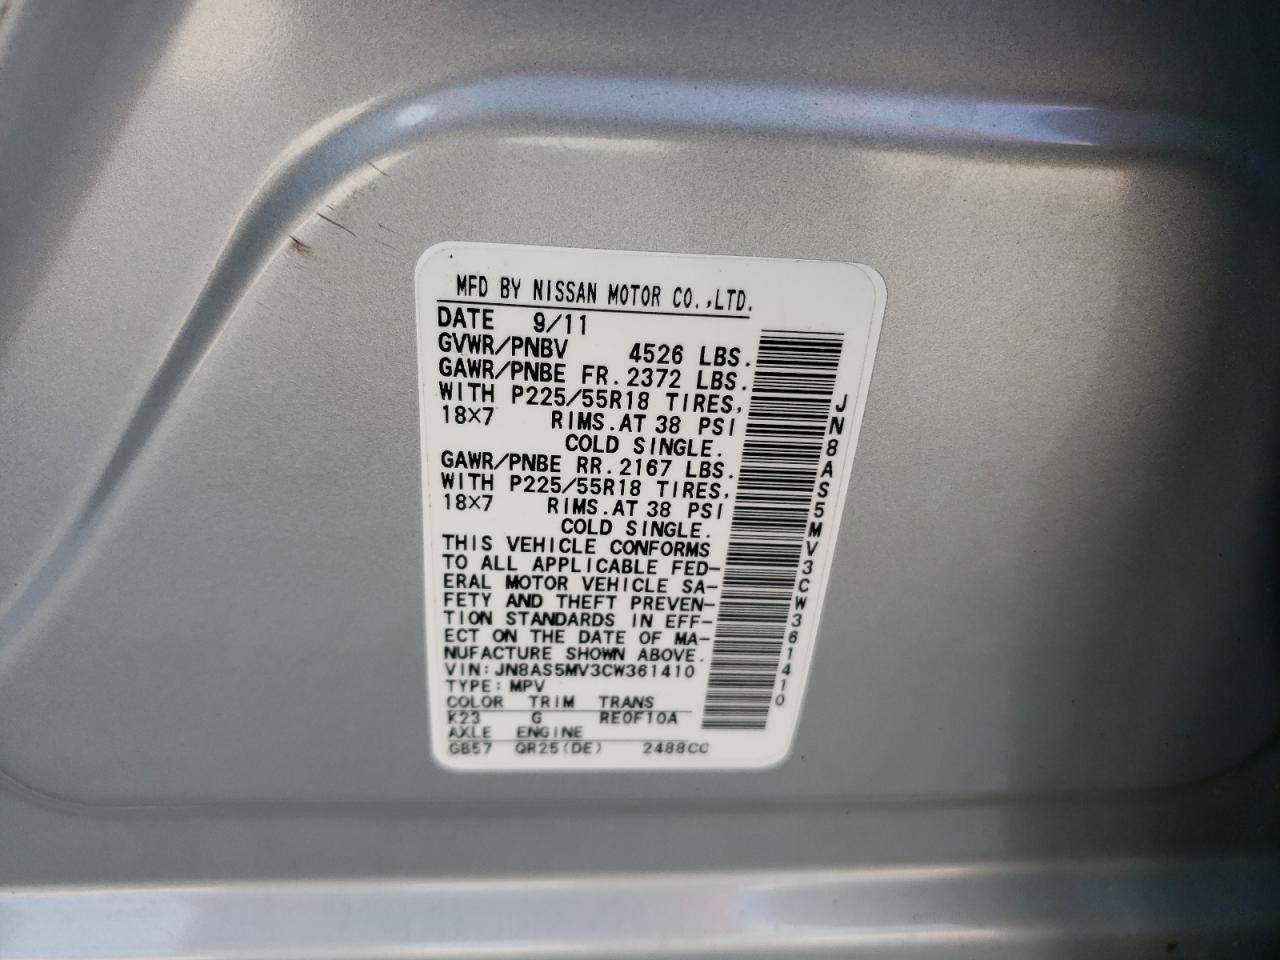 MFD BY NISSAN MOTOR CO.,LTD.
DATE 9/11
GVWR/PNBV 4526 LBS.
GAWR/PNBE FR.2372 LBS.
WITH P225/55R18 TIRES,
18×7 RIMS.AT 38 PSI
COLD SINGLE.
GAWR/PNBE RR.2167 LBS.
WITH P225/55R18 TIRES,
18×7 RIMS.AT 38 PSI
COLD SINGLE.
THIS VEHICLE CONFORMS
TO ALL APPLICABLE FED-
ERAL MOTOR VEHICLE SA-
FETY AND THEFT PREVEN-
TION STANDARDS IN EFF-
ECT ON THE DATE OF MA-
NUFACTURE SHOWN ABOVE.
VIN:JN8AS5MV3CW361410
TYPE:MPV
COLOR TRIM TRANS
K23 G RE0F10A
AXLE ENGINE
GB57 QR25(DE) 2488CC
JN8AS5MV3CW361410